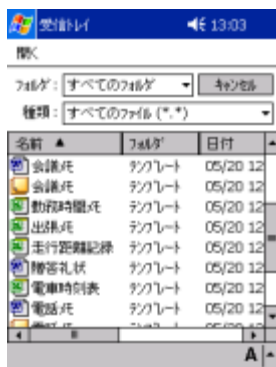 受信トレイ 13:03
開く
フォルダ: すべてのフォルダ キャンセル
種類: すべてのファイル (*.*)
名前 ▲ フォルダ 日付
会議メモ テンプレート 05/20 12
会議メモ テンプレート 05/20 12
勤務時間メモ テンプレート 05/20 12
出張メモ テンプレート 05/20 12
走行距離記録 テンプレート 05/20 12
贈答礼状 テンプレート 05/20 12
電車時刻表 テンプレート 05/20 12
電話メモ テンプレート 05/20 12
A